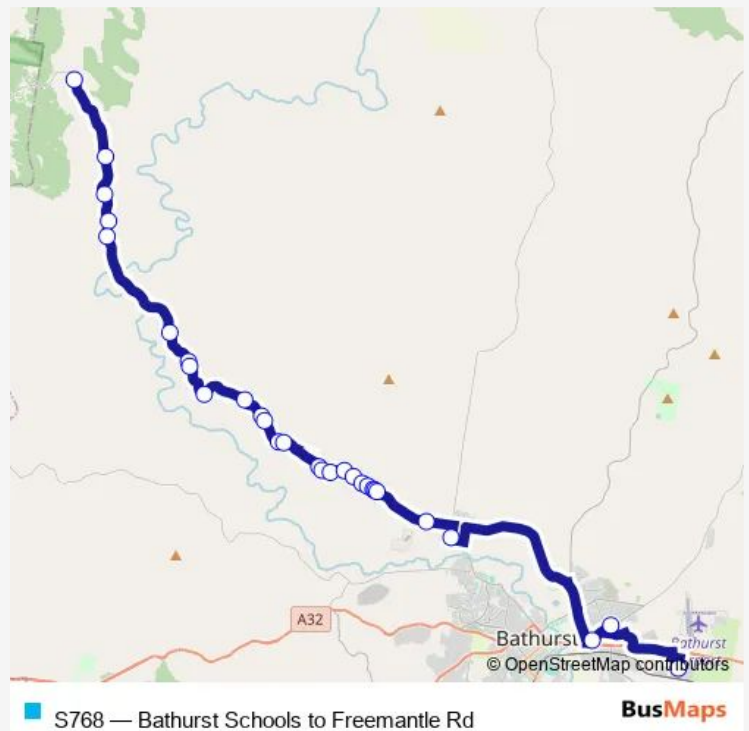 A32
Bathurst
Bathurst
© OpenStreetMap contributors
S768 — Bathurst Schools to Freemantle Rd
BusMaps